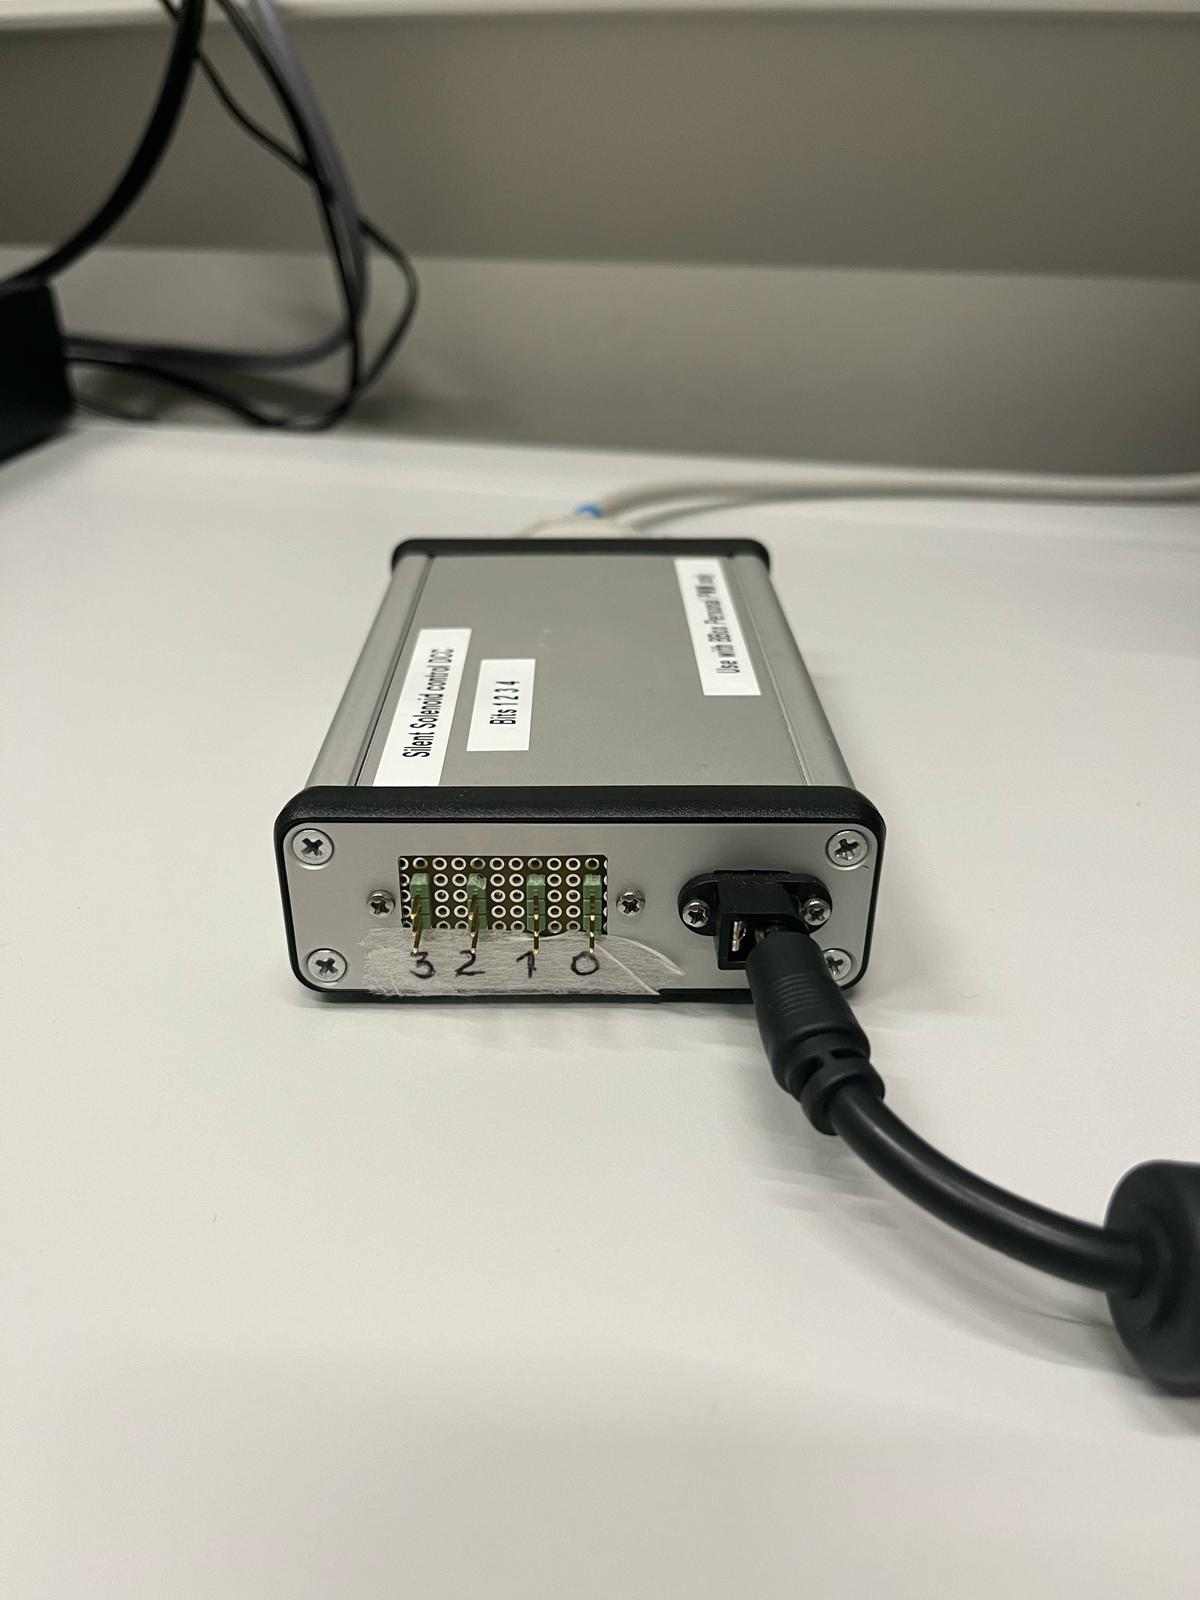 Silent Solenoid control DCC
Bits 1 2 3 4
Use with BBox Personal PWM only
3 2 1 0